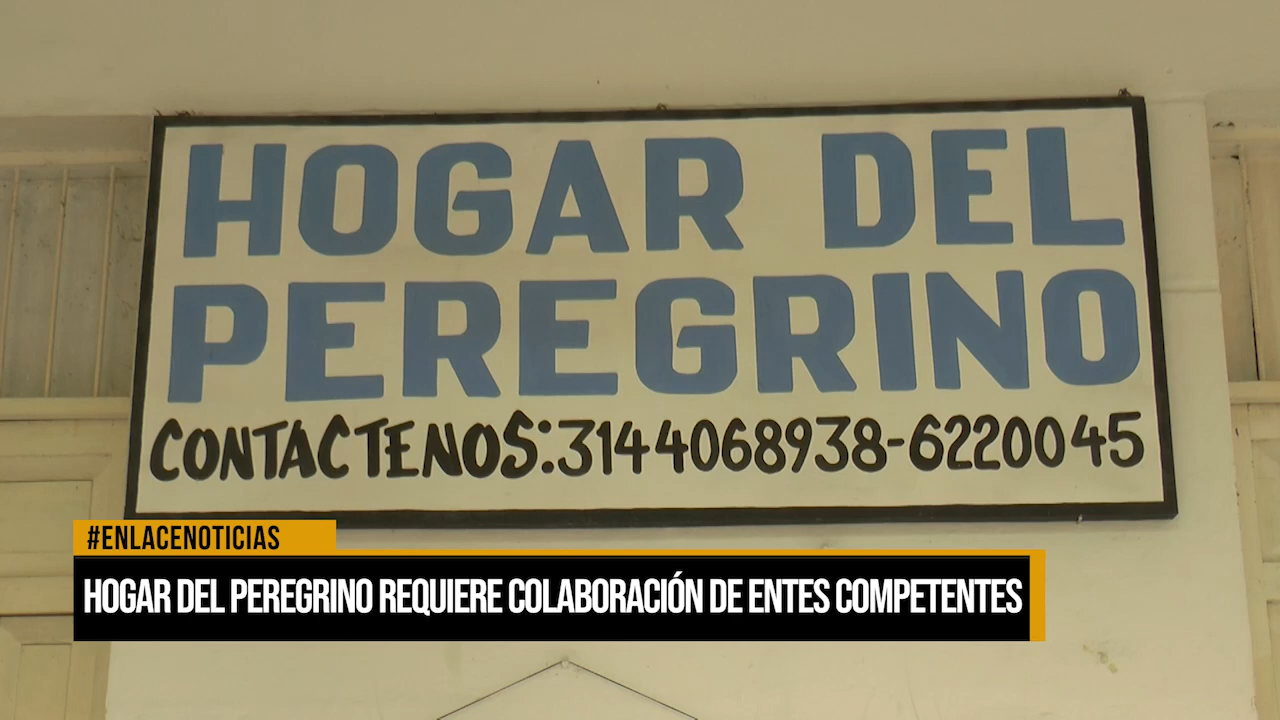 HOGAR DEL
PEREGRINO
CONTACTENOS:3144068938-6220045
#ENLACENOTICIAS
HOGAR DEL PEREGRINO REQUIERE COLABORACIÓN DE ENTES COMPETENTES